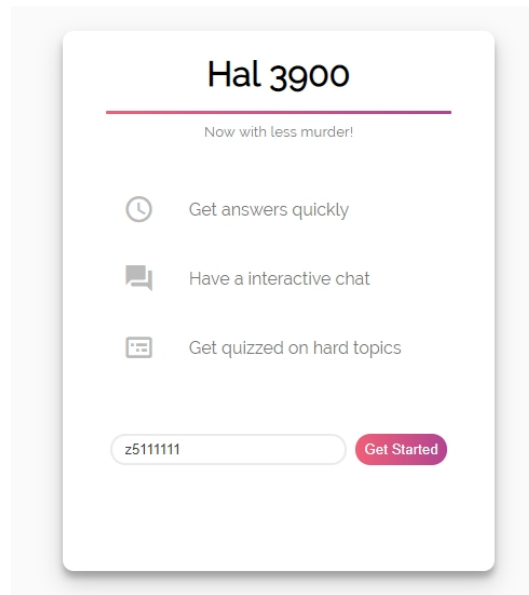 Hal 3900
Now with less murder!
Get answers quickly
Have a interactive chat
Get quizzed on hard topics
z5111111 Get Started